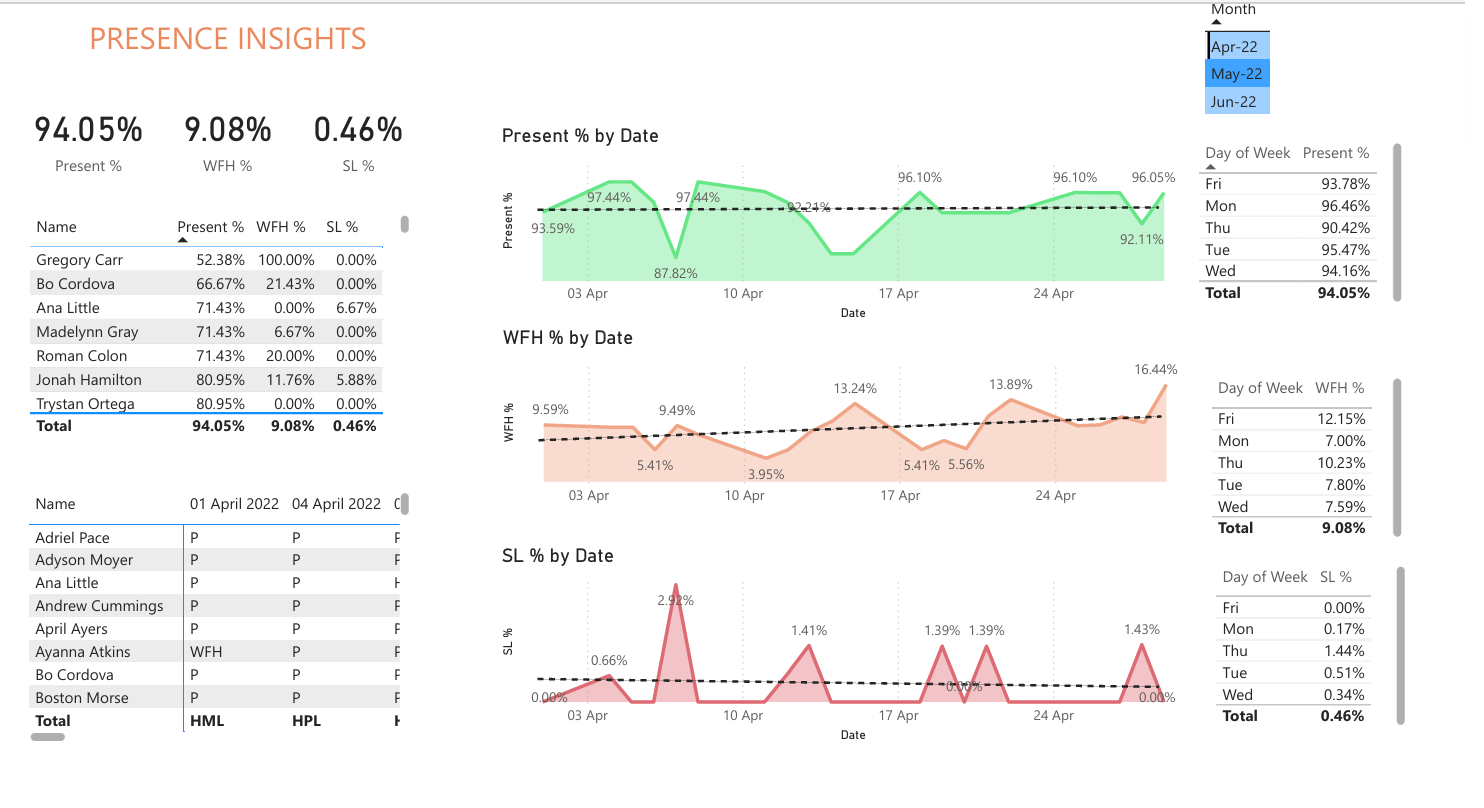 PRESENCE INSIGHTS
Month
Apr-22
May-22
Jun-22
94.05% 9.08% 0.46%
Present % WFH % SL %
Name Present % WFH % SL %
Gregory Carr 52.38% 100.00% 0.00%
Bo Cordova 66.67% 21.43% 0.00%
Ana Little 71.43% 0.00% 6.67%
Madelynn Gray 71.43% 6.67% 0.00%
Roman Colon 71.43% 20.00% 0.00%
Jonah Hamilton 80.95% 11.76% 5.88%
Trystan Ortega 80.95% 0.00% 0.00%
Total 94.05% 9.08% 0.46%
Name 01 April 2022 04 April 2022
Adriel Pace P P P
Adyson Moyer P P P
Ana Little P P H
Andrew Cummings P P P
April Ayers P P P
Ayanna Atkins WFH P P
Bo Cordova P P P
Boston Morse P P P
Total HML HPL H
Present % by Date
Present %
93.59% 97.44% 87.82% 97.44% 92.21% 96.10% 96.10% 92.11% 96.05%
03 Apr 10 Apr 17 Apr 24 Apr
Date
WFH % by Date
WFH %
9.59% 5.41% 9.49% 3.95% 13.24% 5.41% 5.56% 13.89% 16.44%
03 Apr 10 Apr 17 Apr 24 Apr
SL % by Date
SL %
0.00% 0.66% 2.92% 1.41% 1.39% 0.00% 1.39% 1.43% 0.00%
03 Apr 10 Apr 17 Apr 24 Apr
Date
Day of Week Present %
Fri 93.78%
Mon 96.46%
Thu 90.42%
Tue 95.47%
Wed 94.16%
Total 94.05%
Day of Week WFH %
Fri 12.15%
Mon 7.00%
Thu 10.23%
Tue 7.80%
Wed 7.59%
Total 9.08%
Day of Week SL %
Fri 0.00%
Mon 0.17%
Thu 1.44%
Tue 0.51%
Wed 0.34%
Total 0.46%